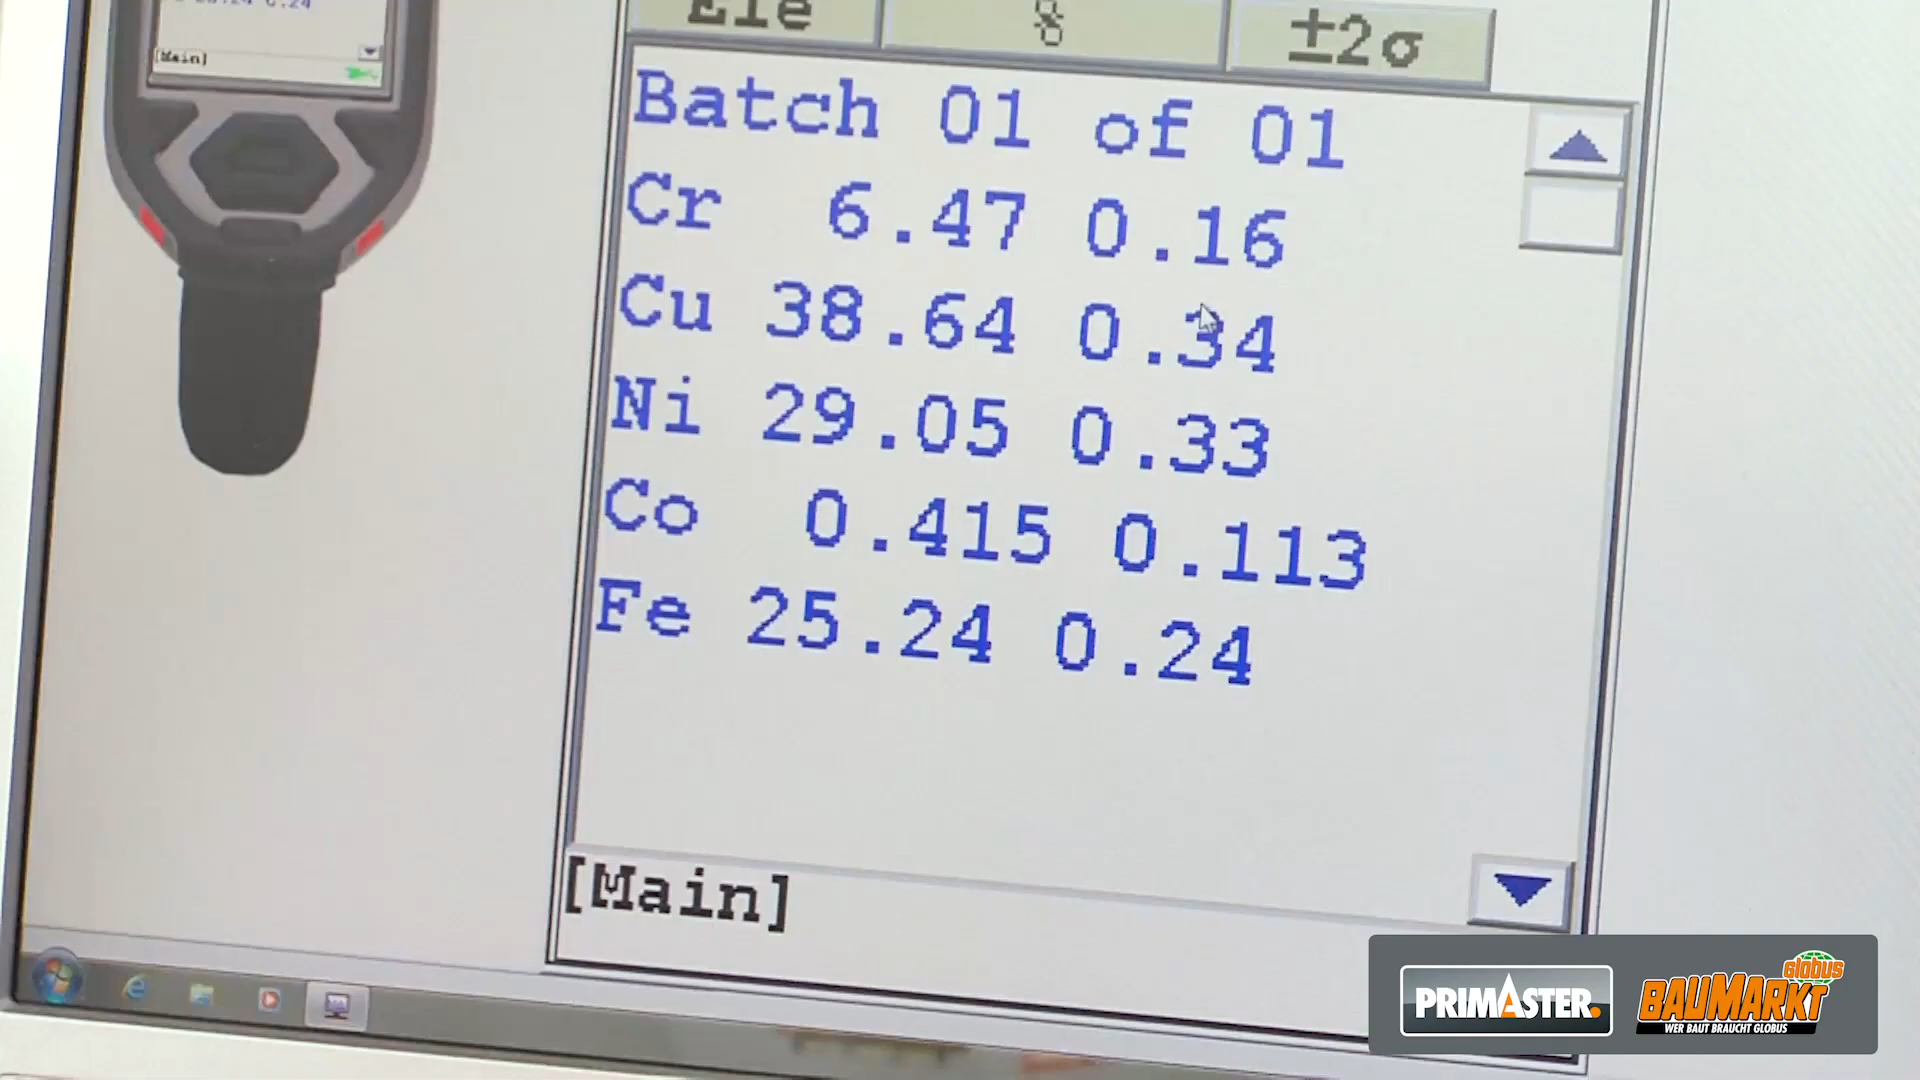 [Main]
Ele % ±2σ
Batch 01 of 01
Cr 6.47 0.16
Cu 38.64 0.34
Ni 29.05 0.33
Co 0.415 0.113
Fe 25.24 0.24
[Main]
PRIMASTER.
globus
BAUMARKT
WER BAUT BRAUCHT GLOBUS